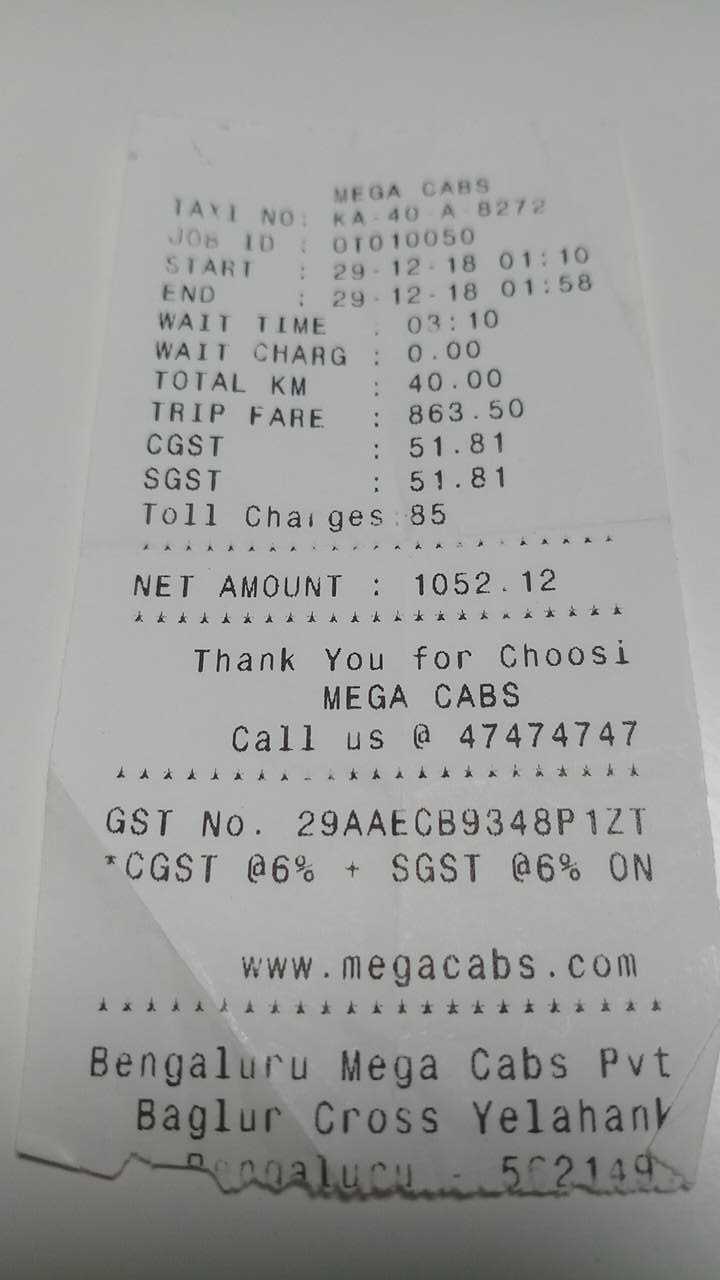 MEGA CABS
TAXI NO: KA-40-A-8272
JOB ID : 01010050
START : 29-12-18 01:10
END : 29-12-18 01:58
WAIT TIME : 03:10
WAIT CHARG : 0.00
TOTAL KM : 40.00
TRIP FARE : 863.50
CGST : 51.81
SGST : 51.81
Toll Charges:85
***********************
NET AMOUNT : 1052.12
***********************
Thank You for Choosi
MEGA CABS
Call us @ 47474747
************************
GST No. 29AAECB9348P1ZT
*CGST @6% + SGST @6% ON
www.megacabs.com
************************
Bengaluru Mega Cabs Pvt
Baglur Cross Yelahank
Bengaluru - 562149